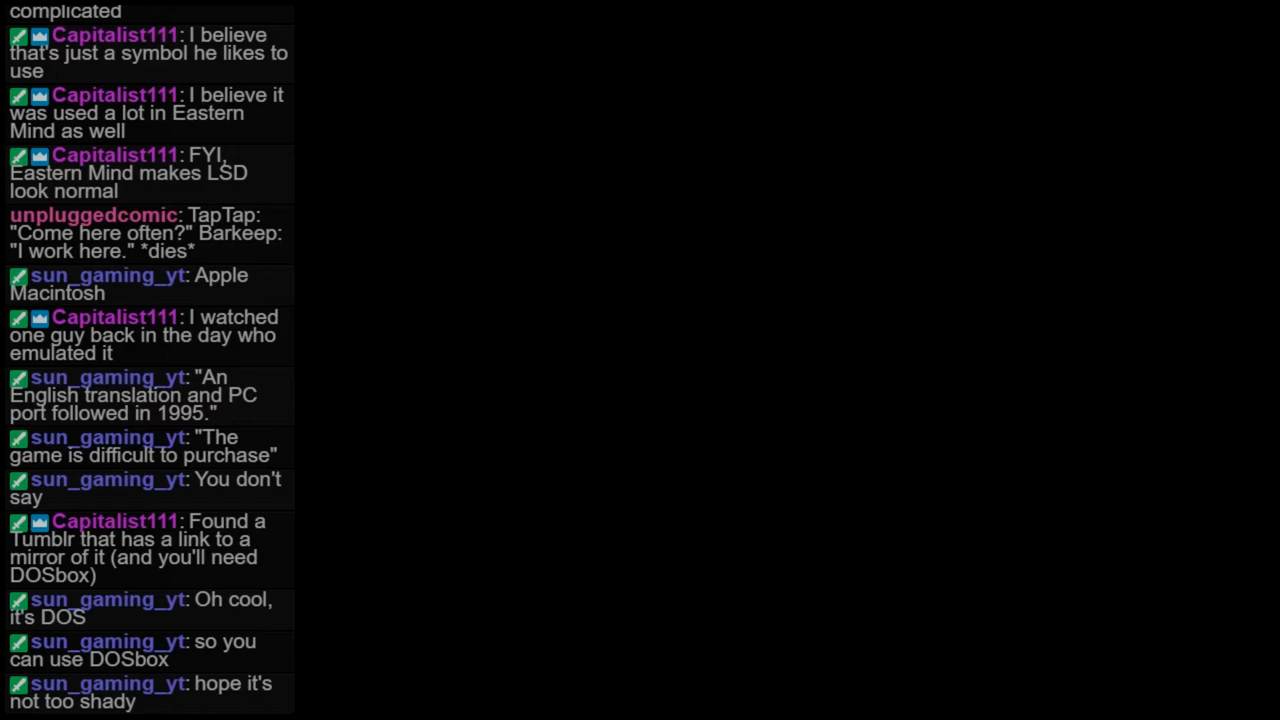 complicated
Capitalist111: I believe
that's just a symbol he likes to
use
Capitalist111: I believe it
was used a lot in Eastern
Mind as well
Capitalist111: FYI,
Eastern Mind makes LSD
look normal
unpluggedcomic: TapTap:
"Come here often?" Barkeep:
"I work here." *dies*
sun_gaming_yt: Apple
Macintosh
Capitalist111: I watched
one guy back in the day who
emulated it
sun_gaming_yt: "An
English translation and PC
port followed in 1995."
sun_gaming_yt: "The
game is difficult to purchase"
sun_gaming_yt: You don't
say
Capitalist111: Found a
Tumblr that has a link to a
mirror of it (and you'll need
DOSbox)
sun_gaming_yt: Oh cool,
it's DOS
sun_gaming_yt: so you
can use DOSbox
sun_gaming_yt: hope it's
not too shady